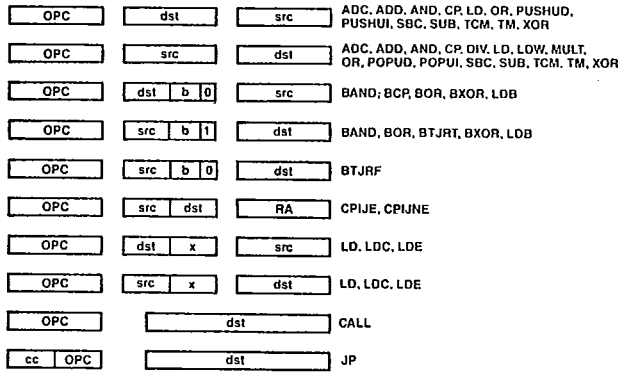 OPC dst src ADC, ADD, AND, CP, LD, OR, PUSHUD,
PUSHUI, SBC, SUB, TCM, TM, XOR
OPC src dst ADC, ADD, AND, CP, DIV, LD, LDW, MULT,
OR, POPUD, POPUI, SBC, SUB, TCM, TM, XOR
OPC dst b 0 src BAND; BCP, BOR, BXOR, LDB
OPC src b 1 dst BAND, BOR, BTJRT, BXOR, LDB
OPC src b 0 dst BTJRF
OPC src dst RA CPIJE, CPIJNE
OPC dst x src LD, LDC, LDE
OPC src x dst LD, LDC, LDE
OPC dst CALL
cc OPC dst JP